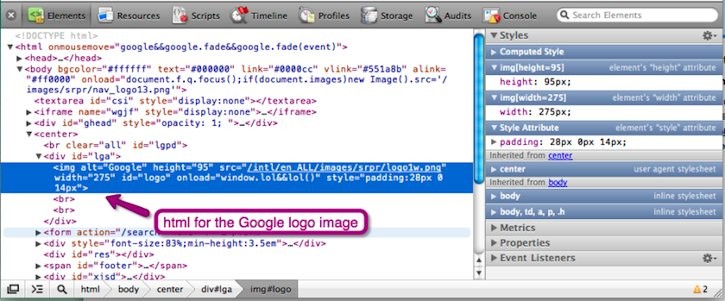 Elements Resources Scripts Timeline Profiles Storage Audits Console Search Elements
<!DOCTYPE html>
▼<html onmousemove="google&&google.fade&&google.fade(event)">
▶<head>…</head>
▼<body bgcolor="#ffffff" text="#000000" link="#0000cc" vlink="#551a8b" alink=
"#ff0000" onload="document.f.q.focus();if(document.images)new Image().src='/
images/srpr/nav_logo13.png'">
<textarea id="csi" style="display:none"></textarea>
▶<iframe name="wgjf" style="display:none">…</iframe>
▶<div id="ghead" style="opacity: 1; ">…</div>
▼<center>
<br clear="all" id="lgpd">
▼<div id="lga">
<img alt="Google" height="95" src="/intl/en_ALL/images/srpr/logo1w.png"
width="275" id="logo" onload="window.lol&&lol()" style="padding:28px 0
14px">
<br>
<br>
</div>
html for the Google logo image
▶<form action="/search
▶<div style="font-size:83%;min-height:3.5em">…</div>
<div id="res"></div>
▶<span id="footer">…</span>
▶<div id="xjsd">…</div>
▼ Styles
▶ Computed Style
▼ img[height=95] element's "height" attribute
height: 95px;
▼ img[width=275] element's "width" attribute
width: 275px;
▼ Style Attribute
▶ padding: 28px 0px 14px;
Inherited from center
▶ center user agent stylesheet
Inherited from body
▶ body inline stylesheet
▶ body, td, a, p, .h inline stylesheet
▶ Metrics
▶ Properties
▶ Event Listeners
html body center div#lga img#logo 2